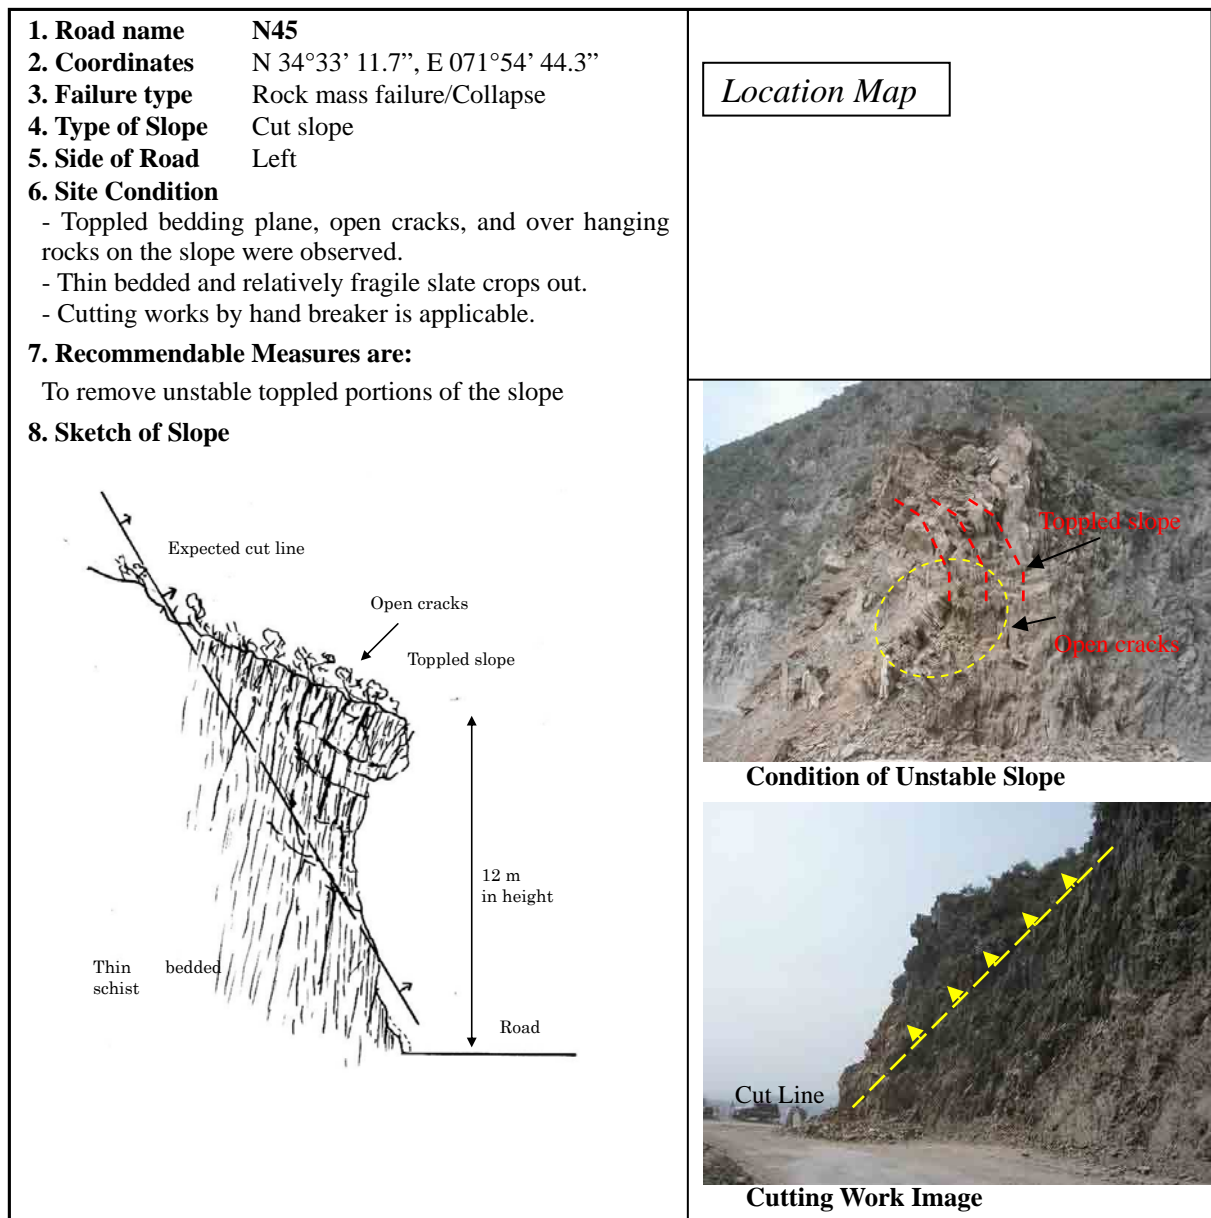 1. Road name N45
2. Coordinates N 34°33’ 11.7”, E 071°54’ 44.3”
3. Failure type Rock mass failure/Collapse
4. Type of Slope Cut slope
5. Side of Road Left
6. Site Condition
- Toppled bedding plane, open cracks, and over hanging
rocks on the slope were observed.
- Thin bedded and relatively fragile slate crops out.
- Cutting works by hand breaker is applicable.
7. Recommendable Measures are:
To remove unstable toppled portions of the slope
8. Sketch of Slope
Expected cut line
Open cracks
Toppled slope
12 m
in height
Thin bedded
schist
Road
Location Map
Toppled slope
Open cracks
Condition of Unstable Slope
Cut Line
Cutting Work Image